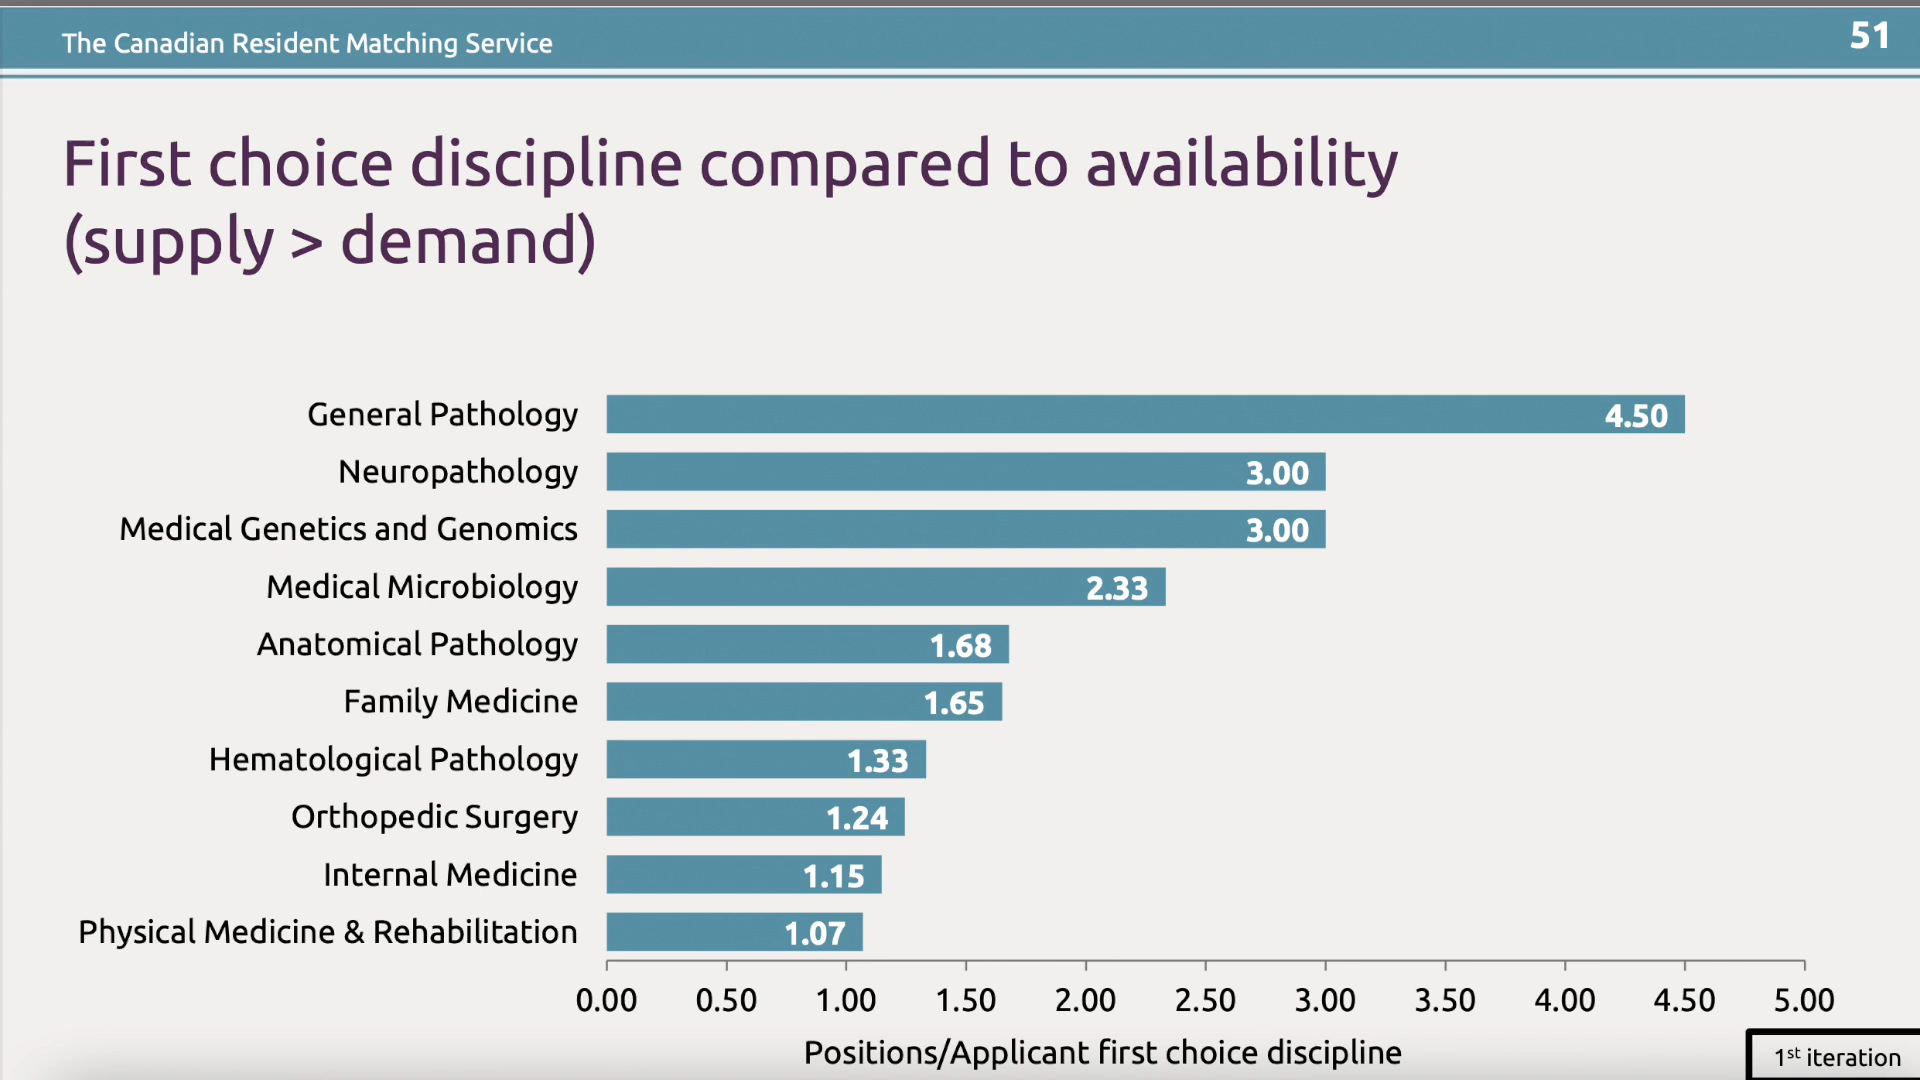 The Canadian Resident Matching Service
51
First choice discipline compared to availability
(supply > demand)
General Pathology 4.50
Neuropathology 3.00
Medical Genetics and Genomics 3.00
Medical Microbiology 2.33
Anatomical Pathology 1.68
Family Medicine 1.65
Hematological Pathology 1.33
Orthopedic Surgery 1.24
Internal Medicine 1.15
Physical Medicine & Rehabilitation 1.07
0.00 0.50 1.00 1.50 2.00 2.50 3.00 3.50 4.00 4.50 5.00
Positions/Applicant first choice discipline
1st iteration